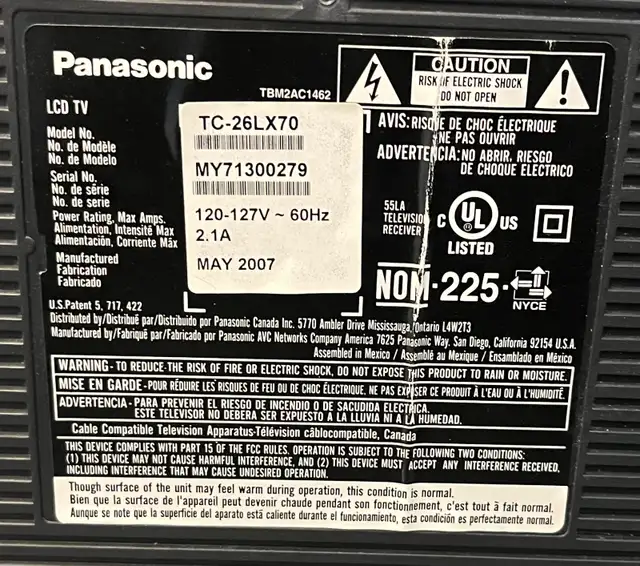 Panasonic
TBM2AC1462
CAUTION
RISK OF ELECTRIC SHOCK
DO NOT OPEN
LCD TV
TC-26LX70
AVIS: RISQUE DE CHOC ÉLECTRIQUE
NE PAS OUVRIR
ADVERTENCIA: NO ABRIR, RIESGO
DE CHOQUE ELECTRICO
Model No.
No. de Modèle
No. de Modelo
MY71300279
Serial No.
No. de série
No. de série
120-127V ~ 60Hz
2.1A
Power Rating, Max Amps.
Alimentation, Intensité Max
Alimentación, Corriente Máx
55LA
TELEVISION
RECEIVER
C UL US
LISTED
MAY 2007
Manufactured
Fabrication
Fabricado
NOM-225-
NYCE
U.S.Patent 5, 717, 422
Distributed by/Distribué par/Distribuido por Panasonic Canada Inc. 5770 Ambler Drive Mississauga,Ontario L4W2T3
Manufactured by/Fabriqué par/Fabricado por Panasonic AVC Networks Company America 7625 Panasonic Way. San Diego, California 92154 U.S.A.
Assembled in Mexico / Assemblé au Mexique / Ensamblado en México
WARNING - TO REDUCE THE RISK OF FIRE OR ELECTRIC SHOCK, DO NOT EXPOSE THIS PRODUCT TO RAIN OR MOISTURE.
MISE EN GARDE - POUR RÉDUIRE LES RISQUES DE FEU OU DE CHOC ÉLECTRIQUE, NE PAS EXPOSER CE PRODUIT À L'EAU OU À L'HUMIDITÉ.
ADVERTENCIA - PARA PREVENIR EL RIESGO DE INCENDIO O DE SACUDIDA ELECTRICA,
ESTE TELEVISOR NO DEBERA SER EXPUESTO A LA LLUVIA NI A LA HUMEDAD.
Cable Compatible Television Apparatus-Télévision câblocompatible, Canada
THIS DEVICE COMPLIES WITH PART 15 OF THE FCC RULES. OPERATION IS SUBJECT TO THE FOLLOWING TWO CONDITIONS:
(1) THIS DEVICE MAY NOT CAUSE HARMFUL INTERFERENCE, AND (2) THIS DEVICE MUST ACCEPT ANY INTERFERENCE RECEIVED,
INCLUDING INTERFERENCE THAT MAY CAUSE UNDESIRED OPERATION.
Though surface of the unit may feel warm during operation, this condition is normal.
Bien que la surface de l'appareil peut devenir chaude pendant son fonctionnement, c'est tout à fait normal.
Aunque se note que la superficie del aparato está caliente durante el funcionamiento, esta condición es perfectamente normal.